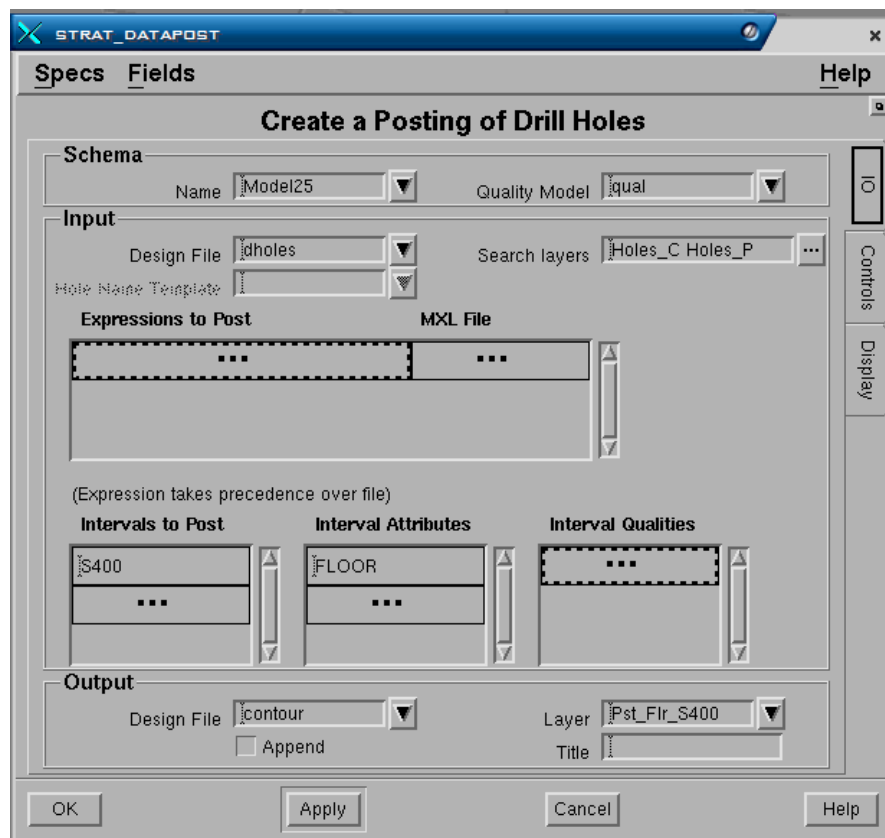 STRAT_DATAPOST
Specs Fields Help
Create a Posting of Drill Holes
Schema
Name Model25 Quality Model qual
Input
Design File dholes Search layers Holes_C Holes_P ...
Hole Name Template
Expressions to Post MXL File
... ...
(Expression takes precedence over file)
Intervals to Post Interval Attributes Interval Qualities
S400 FLOOR ...
... ...
Output
Design File contour Layer Pst_Flr_S400
Append Title
OK Apply Cancel Help
IO
Controls
Display